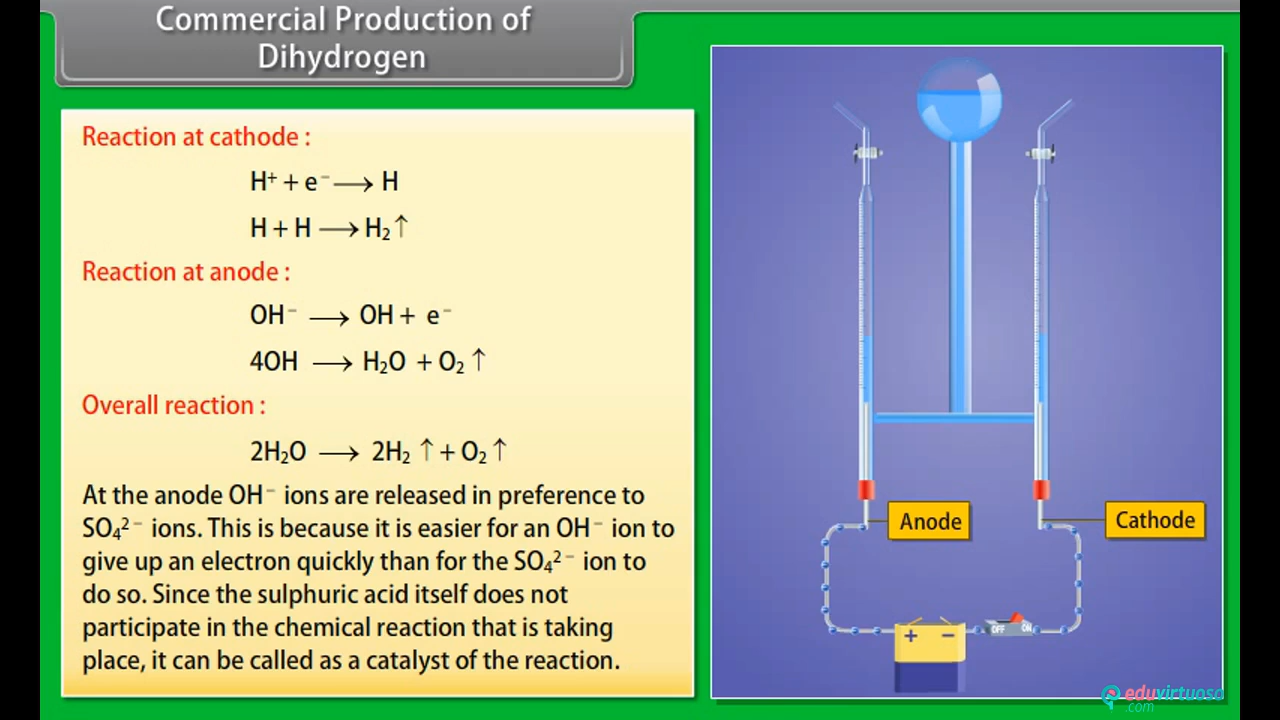 Commercial Production of
Dihydrogen
Reaction at cathode :
H⁺ + e⁻ ⟶ H
H + H ⟶ H₂ ↑
Reaction at anode :
OH⁻ ⟶ OH + e⁻
4OH ⟶ H₂O + O₂ ↑
Overall reaction :
2H₂O ⟶ 2H₂ ↑ + O₂ ↑
At the anode OH⁻ ions are released in preference to
SO₄²⁻ ions. This is because it is easier for an OH⁻ ion to
give up an electron quickly than for the SO₄²⁻ ion to
do so. Since the sulphuric acid itself does not
participate in the chemical reaction that is taking
place, it can be called as a catalyst of the reaction.
Anode
Cathode
+ −
OFF ON
eduvirtuoso
.com